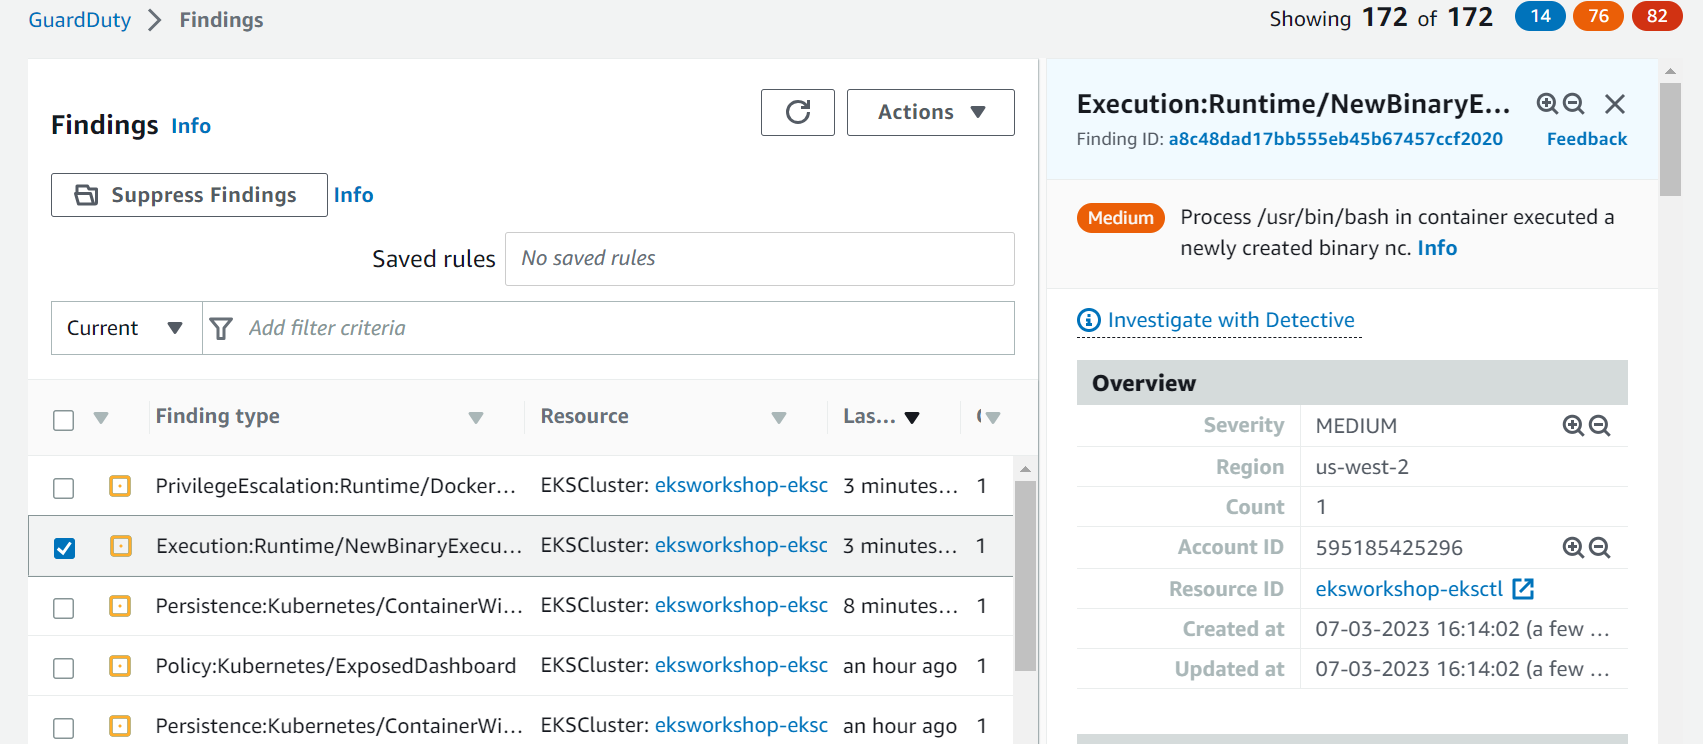 GuardDuty > Findings
Showing 172 of 172 14 76 82
Findings Info
Actions
Suppress Findings Info
Saved rules No saved rules
Current Add filter criteria
Finding type Resource Las...
PrivilegeEscalation:Runtime/Docker... EKSCluster: eksworkshop-eksc 3 minutes... 1
Execution:Runtime/NewBinaryExecu... EKSCluster: eksworkshop-eksc 3 minutes... 1
Persistence:Kubernetes/ContainerWi... EKSCluster: eksworkshop-eksc 8 minutes... 1
Policy:Kubernetes/ExposedDashboard EKSCluster: eksworkshop-eksc an hour ago 1
Persistence:Kubernetes/ContainerWi... EKSCluster: eksworkshop-eksc an hour ago 1
Execution:Runtime/NewBinaryE...
Finding ID: a8c48dad17bb555eb45b67457ccf2020 Feedback
Medium Process /usr/bin/bash in container executed a
newly created binary nc. Info
Investigate with Detective
Overview
Severity MEDIUM
Region us-west-2
Count 1
Account ID 595185425296
Resource ID eksworkshop-eksctl
Created at 07-03-2023 16:14:02 (a few ...
Updated at 07-03-2023 16:14:02 (a few ...